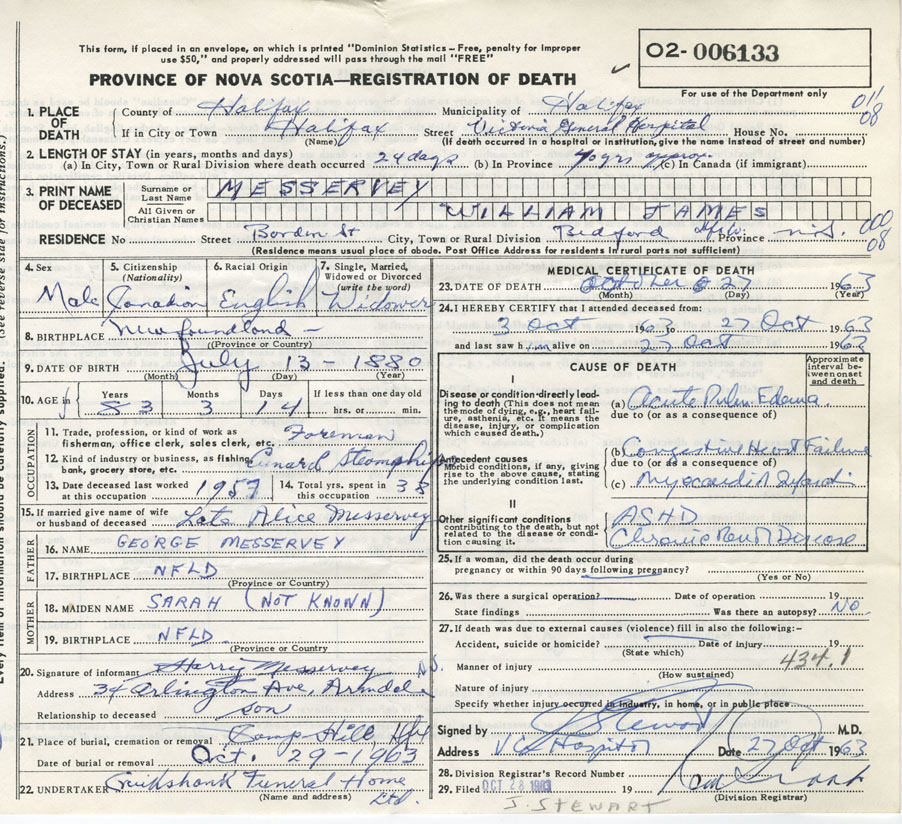 This form, if placed in an envelope, on which is printed "Dominion Statistics – Free, penalty for improper
use $50," and properly addressed will pass through the mail "FREE"
PROVINCE OF NOVA SCOTIA—REGISTRATION OF DEATH
O2- 006133
For use of the Department only
1. PLACE OF DEATH
County of Halifax Municipality of Halifax
If in City or Town Halifax Street Victoria General Hospital House No.
(Name) (If death occurred in a hospital or institution, give the name instead of street and number)
2. LENGTH OF STAY (in years, months and days)
(a) In City, Town or Rural Division where death occurred 24 days (b) In Province 70 yrs approx. (c) In Canada (if immigrant)
3. PRINT NAME OF DECEASED
Surname or Last Name MESSERVEY
All Given or Christian Names WILLIAM JAMES
RESIDENCE No Street Borden St City, Town or Rural Division Bedford Province N.S.
(Residence means usual place of abode. Post Office Address for residents in rural parts not sufficient)
4. Sex Male
5. Citizenship (Nationality) Canadian
6. Racial Origin English
7. Single, Married, Widowed or Divorced (write the word) Widower
8. BIRTHPLACE Newfoundland –
(Province or Country)
9. DATE OF BIRTH July 13 – 1880
(Month) (Day) (Year)
10. AGE Years 83 Months 3 Days 14 If less than one day old hrs. or min.
OCCUPATION
11. Trade, profession, or kind of work as fisherman, office clerk, sales clerk, etc. Foreman
12. Kind of industry or business, as fishing, bank, grocery store, etc. Cunard Steamship
13. Date deceased last worked at this occupation 1957
14. Total yrs. spent in this occupation 38
15. If married give name of wife or husband of deceased Late Alice Messervey
FATHER
16. NAME GEORGE MESSERVEY
17. BIRTHPLACE NFLD
(Province or Country)
MOTHER
18. MAIDEN NAME SARAH (NOT KNOWN)
19. BIRTHPLACE NFLD
(Province or Country)
20. Signature of informant Harry Messervey
Address 34 Arlington Ave, Armdale N.S.
Relationship to deceased son
21. Place of burial, cremation or removal Camp Hill Hfx
Date of burial or removal Oct. 29 – 1963
22. UNDERTAKER Cruikshank Funeral Home Ltd.
(Name and address)
MEDICAL CERTIFICATE OF DEATH
23. DATE OF DEATH October 27 1963
(Month) (Day) (Year)
24. I HEREBY CERTIFY that I attended deceased from:
3 Oct 1963 to 27 Oct 1963
and last saw him alive on 27 Oct 1963
CAUSE OF DEATH
Approximate interval between onset and death
I
Disease or condition directly leading to death (This does not mean the mode of dying, e.g., heart failure, asthenia, etc. It means the disease, injury, or complication which caused death.)
(a) Acute Pulm Edema
due to (or as a consequence of)
Antecedent causes
Morbid conditions, if any, giving rise to the above cause, stating the underlying condition last.
(b) Congestive Heart Failure
due to (or as a consequence of)
(c) Myocardial
II
Other significant conditions contributing to the death, but not related to the disease or condition causing it.
ASHD
Chronic Renal Disease
25. If a woman, did the death occur during
pregnancy or within 90 days following pregnancy?
(Yes or No)
26. Was there a surgical operation? Date of operation 19
State findings Was there an autopsy? NO
27. If death was due to external causes (violence) fill in also the following:–
Accident, suicide or homicide? Date of injury 19
(State which)
Manner of injury 434.1
(How sustained)
Nature of injury
Specify whether injury occurred in industry, in home, or in public place
Signed by J Stewart M.D.
Address V G Hospital Date 27 Oct 1963
28. Division Registrar's Record Number
29. Filed OCT 28 1963 19
(Division Registrar)
J. STEWART